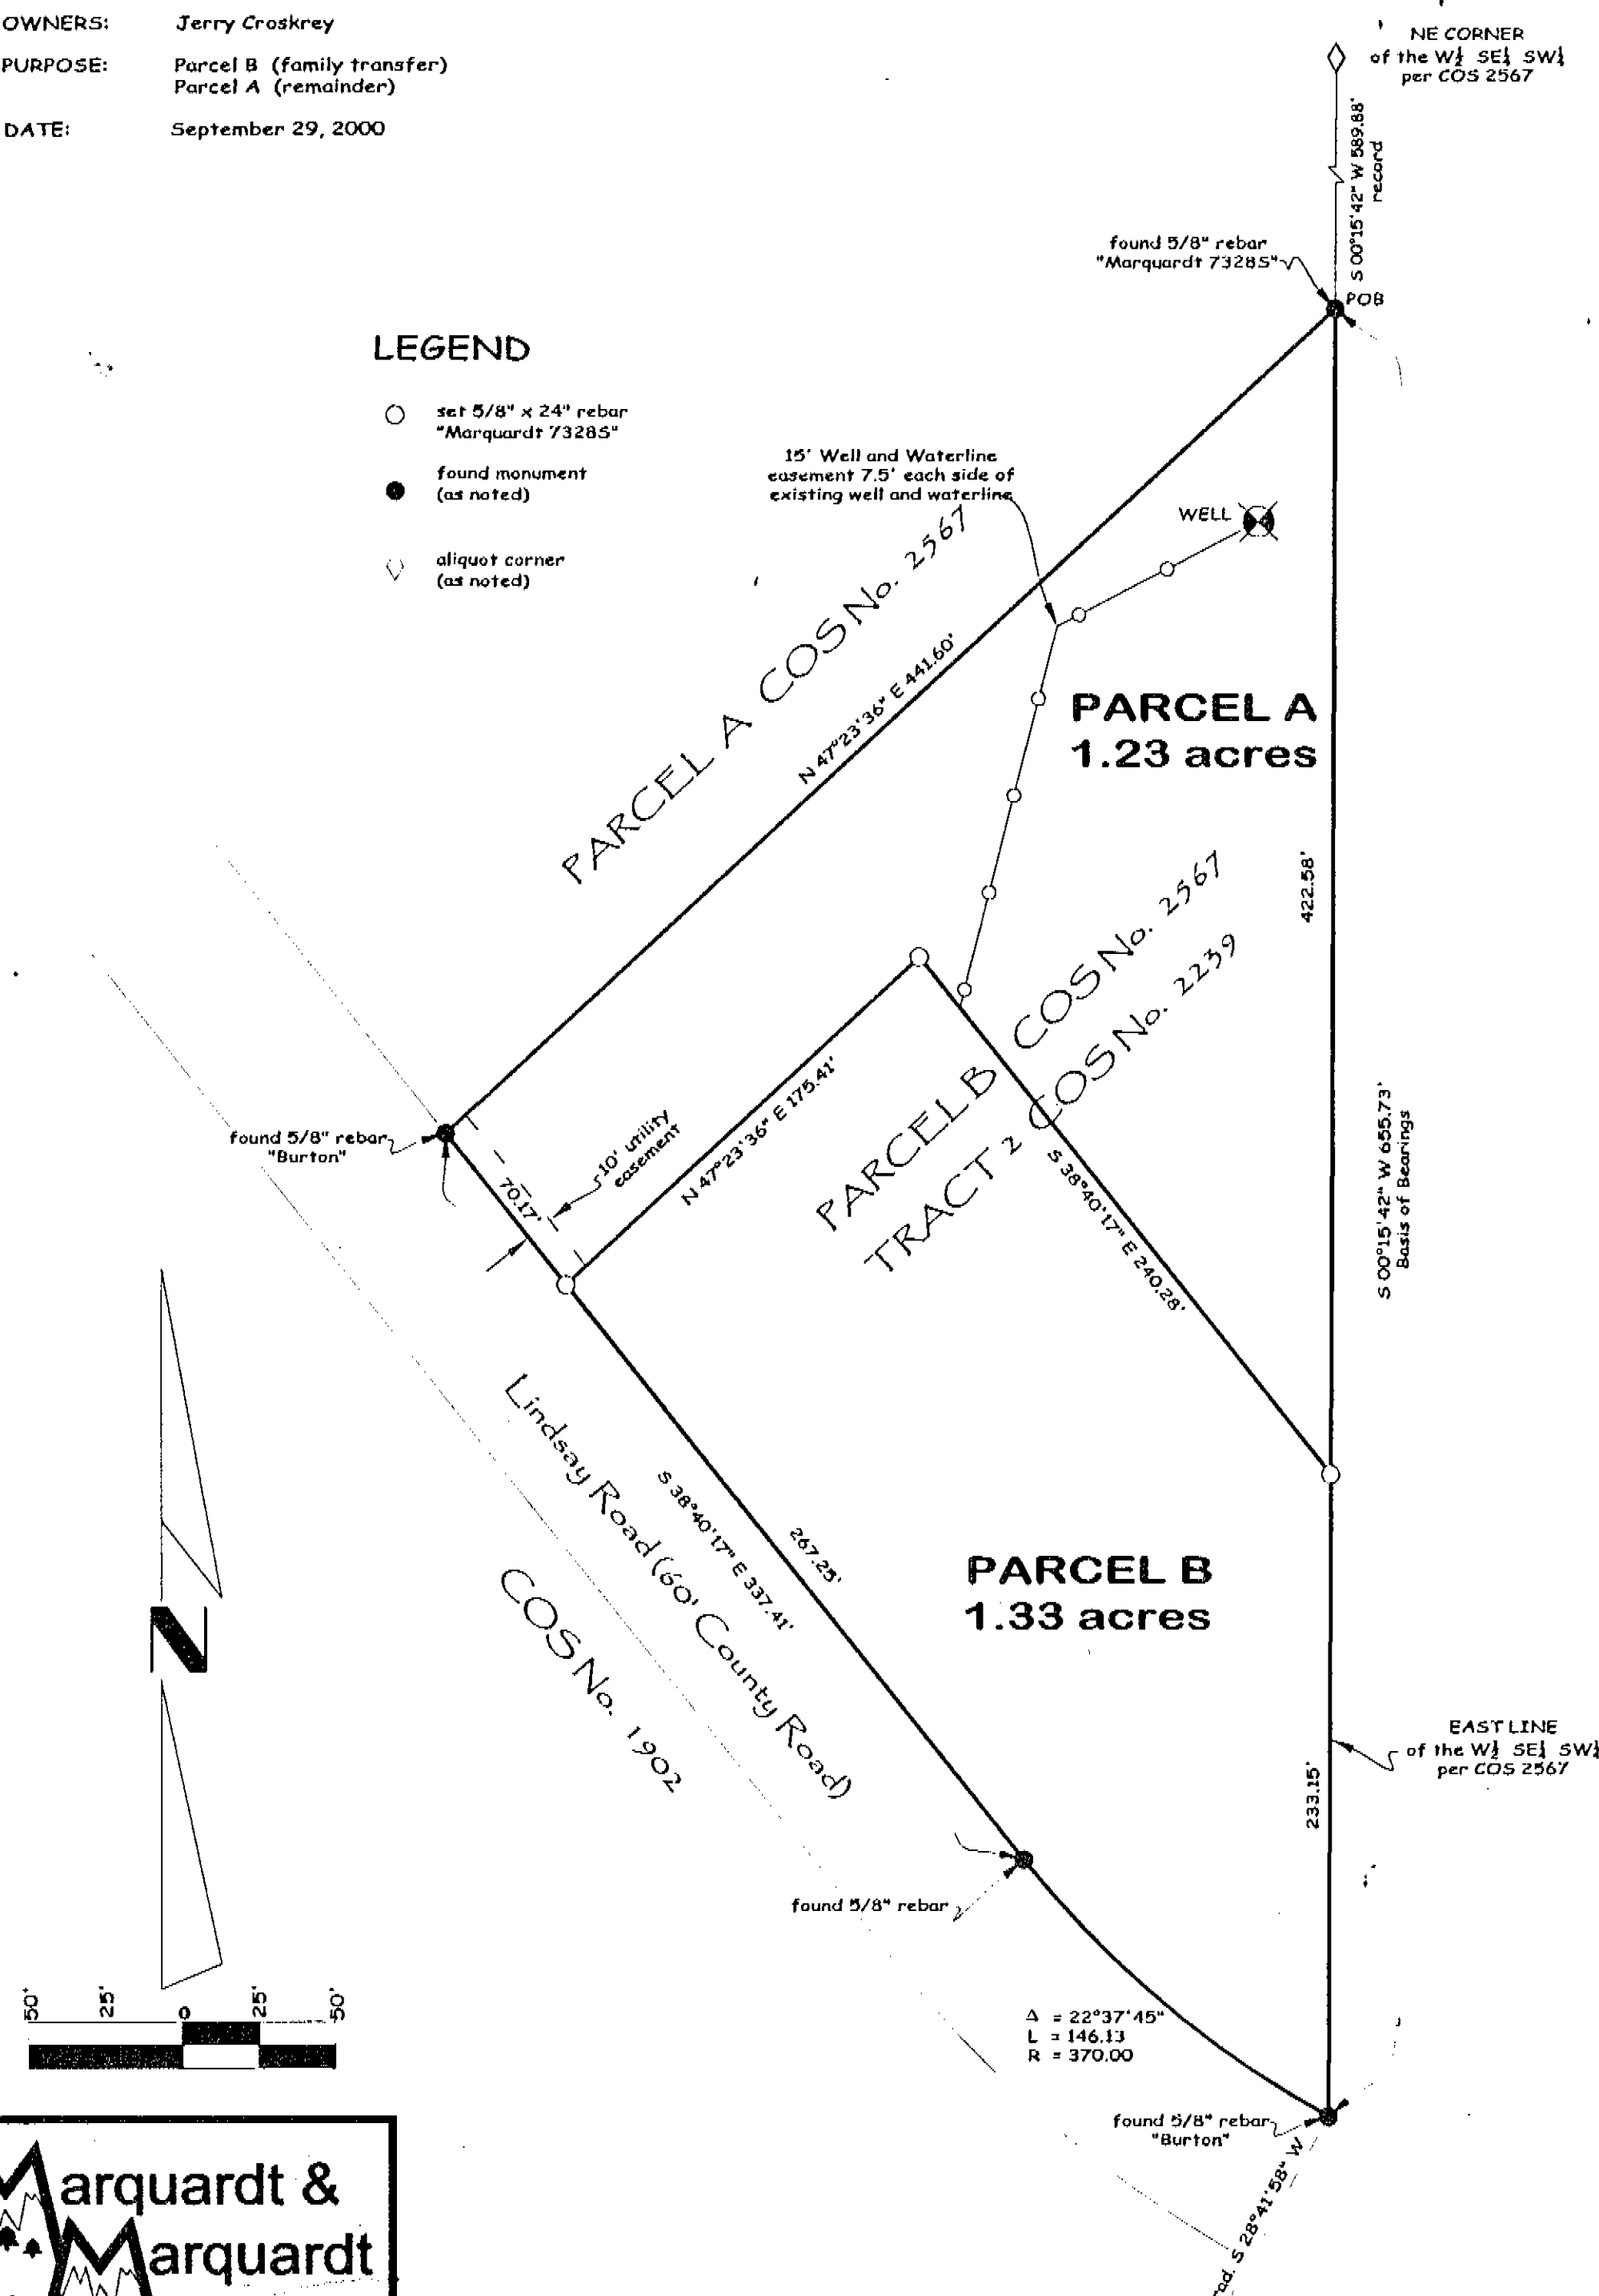 OWNERS: Jerry Croskrey
PURPOSE: Parcel B (family transfer)
Parcel A (remainder)
DATE: September 29, 2000
NE CORNER
of the W½ SE¼ SW¼
per COS 2567
S 00°15'42" W 589.88'
record
found 5/8" rebar
"Marquardt 7328S"
POB
LEGEND
set 5/8" x 24" rebar
"Marquardt 7328S"
found monument
(as noted)
aliquot corner
(as noted)
15' Well and Waterline
easement 7.5' each side of
existing well and waterline
WELL
PARCEL A COS No. 2567
N 47°23'36" E 441.60'
PARCEL A
1.23 acres
422.58'
PARCEL B COS No. 2567
TRACT 2 COS No. 2239
found 5/8" rebar
"Burton"
70.17'
10' utility
easement
N 47°23'36" E 175.41'
S 38°40'17" E 240.28'
S 00°15'42" W 655.73'
Basis of Bearings
Lindsay Road (60' County Road)
S 38°40'17" E 337.41'
267.25'
COS No. 1902
PARCEL B
1.33 acres
EAST LINE
of the W½ SE¼ SW¼
per COS 2567
233.15'
N
found 5/8" rebar
50' 25' 0 25' 50'
Δ = 22°37'45"
L = 146.13
R = 370.00
found 5/8" rebar
"Burton"
rad. S 28°41'58" W
Marquardt &
Marquardt